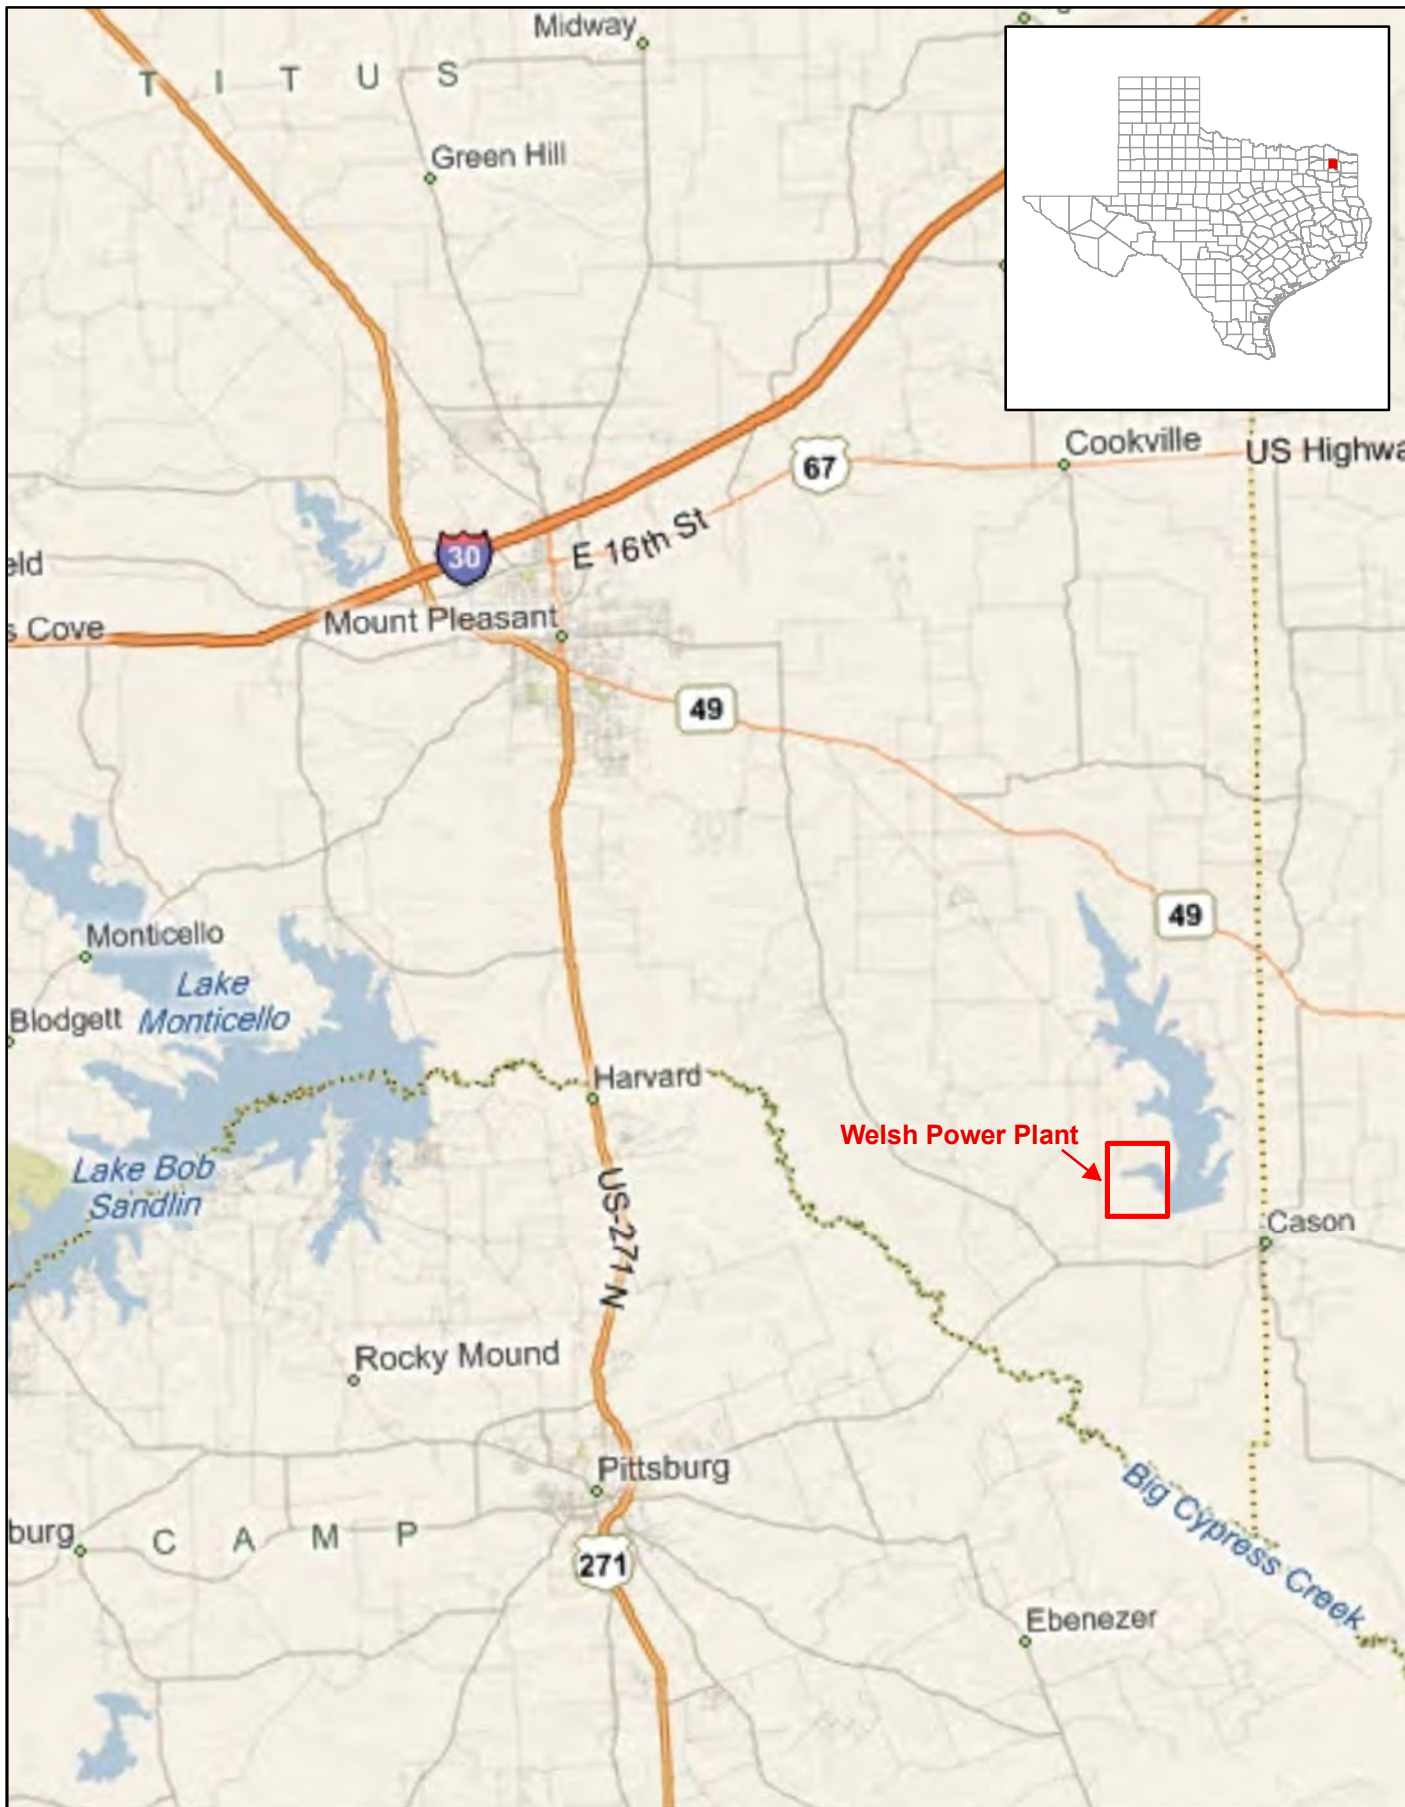 Midway
T I T U S
Green Hill
Cookville
US Highwa
67
E 16th St
30
eld
s Cove
Mount Pleasant
49
49
Monticello
Lake
Monticello
Blodgett
Harvard
Welsh Power Plant
Lake Bob
Sandlin
US-271 N
Cason
Rocky Mound
Pittsburg
Big Cypress Creek
burg
C A M P
271
Ebenezer